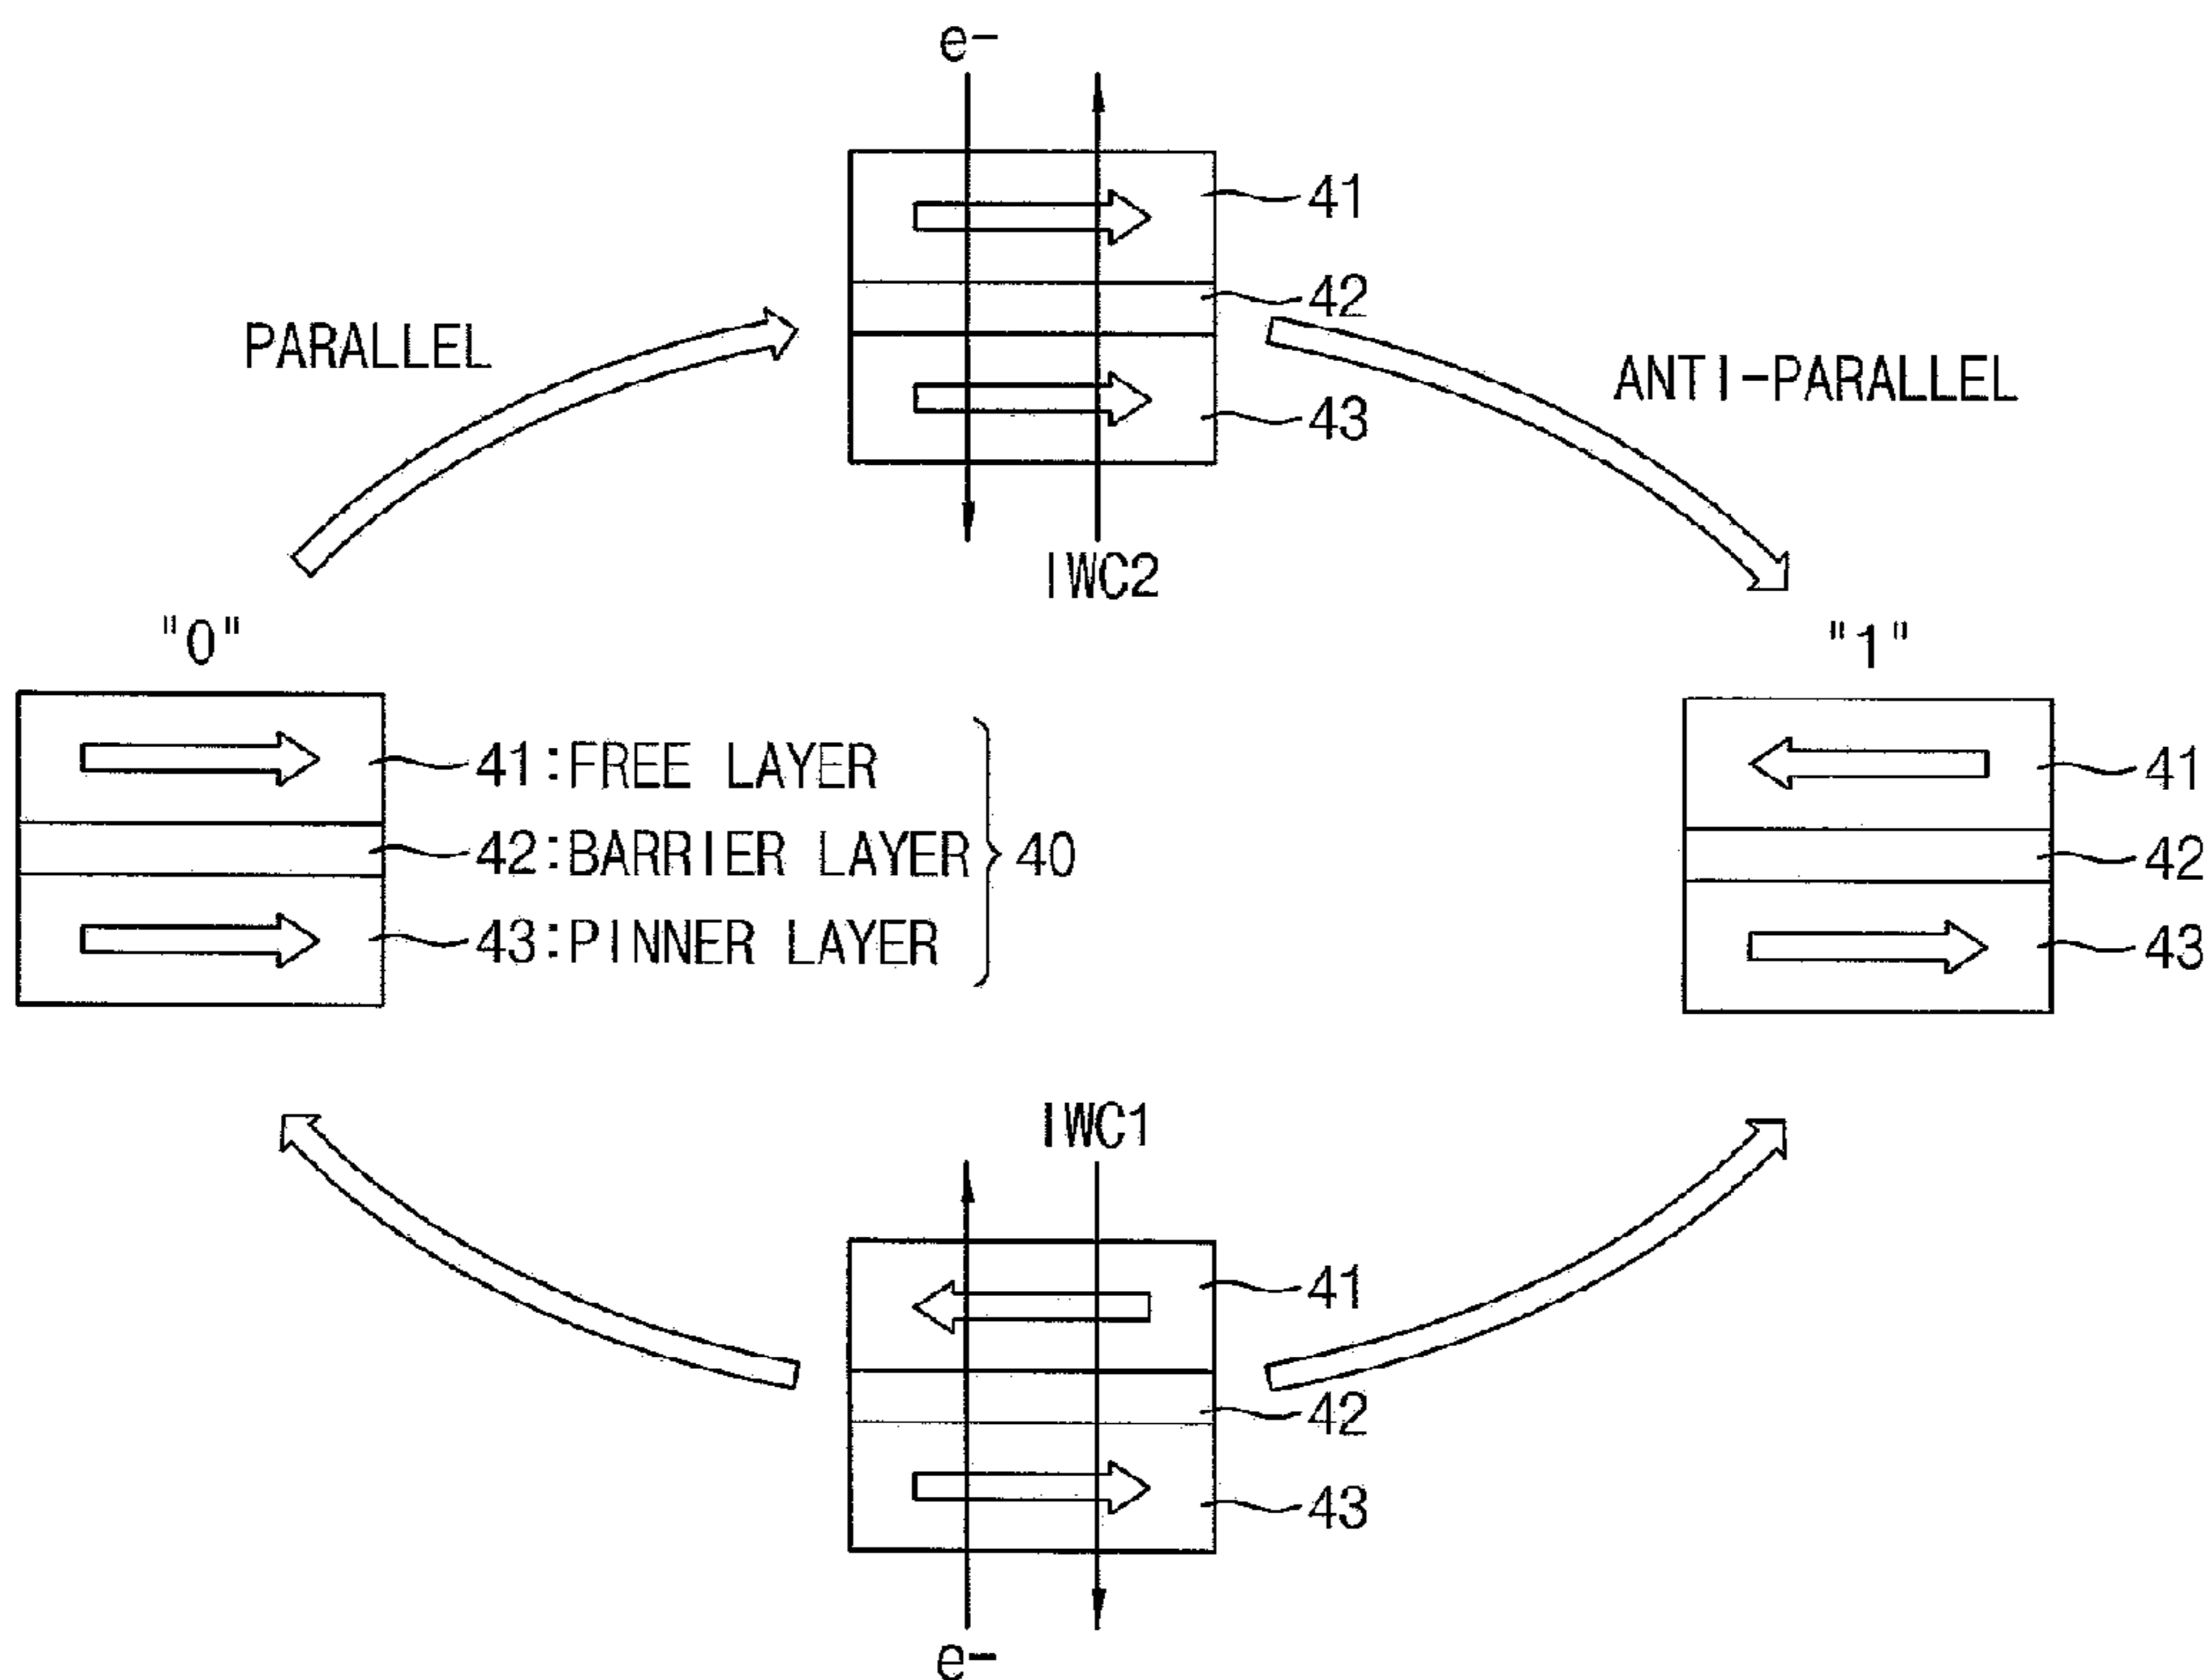 e-
41
42
43
PARALLEL
ANTI-PARALLEL
IWC2
"0"
"1"
41:FREE LAYER
42:BARRIER LAYER
43:PINNER LAYER
40
41
42
43
IWC1
41
42
43
e-